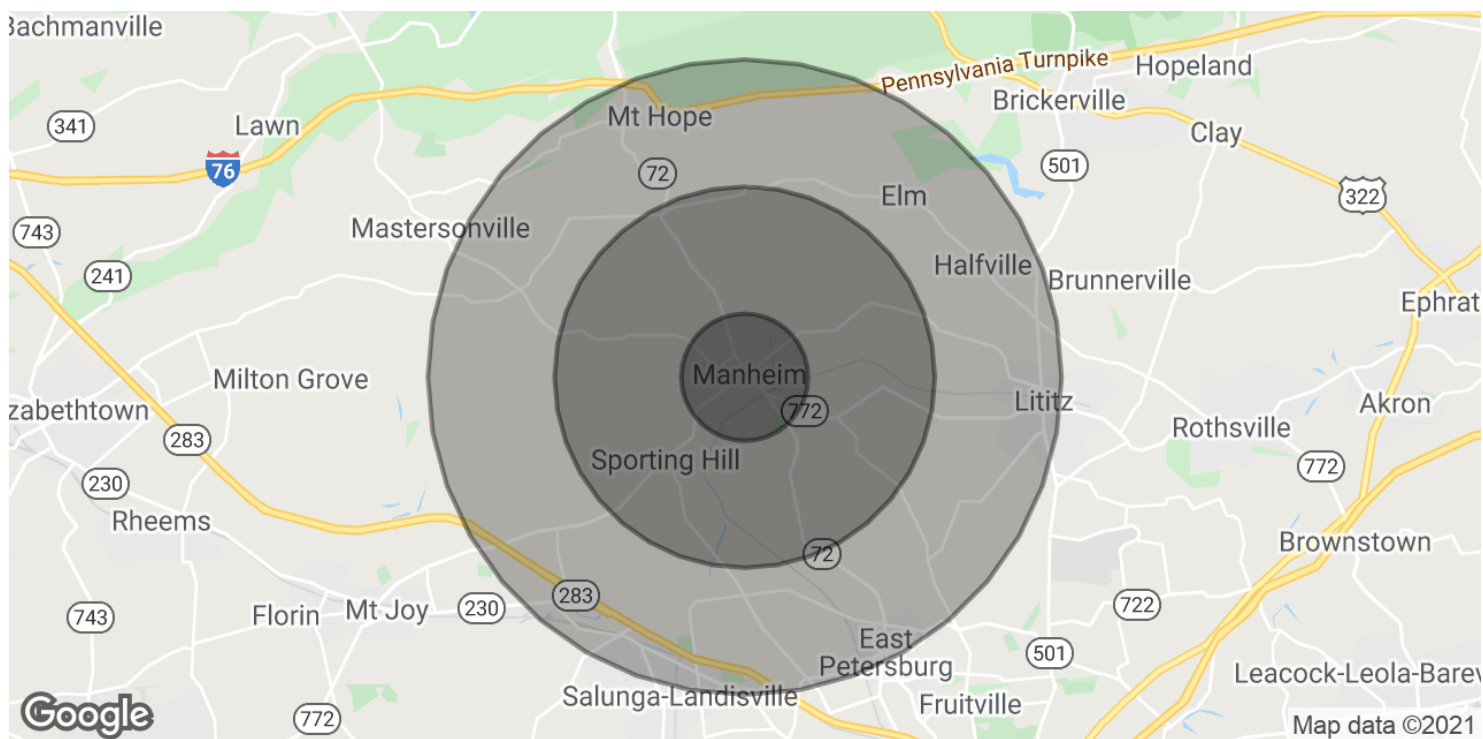 Bachmanville
Pennsylvania Turnpike
Hopeland
Brickerville
341
Lawn
Mt Hope
Clay
76
72
501
322
Elm
743
Mastersonville
241
Halfville
Brunnerville
Ephrat
Milton Grove
Manheim
Lititz
Akron
zabethtown
772
Rothsville
283
Sporting Hill
772
230
Rheems
72
Brownstown
283
743
Florin
Mt Joy
230
722
East
Petersburg
501
Leacock-Leola-Barev
Salunga-Landisville
Fruitville
772
Google
Map data ©2021